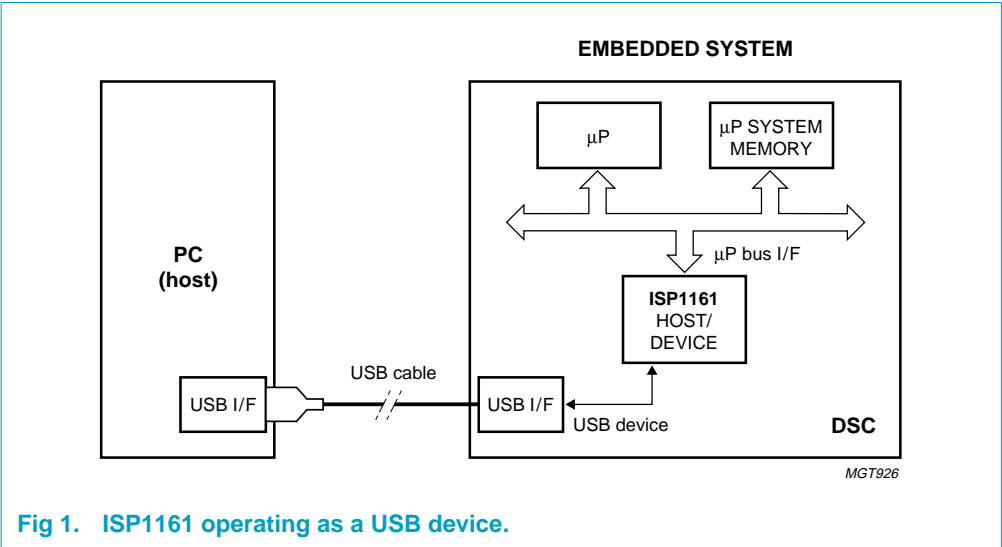 EMBEDDED SYSTEM
PC
(host)
USB I/F
USB cable
μP
μP SYSTEM
MEMORY
μP bus I/F
ISP1161
HOST/
DEVICE
USB I/F
USB device
DSC
MGT926
Fig 1. ISP1161 operating as a USB device.